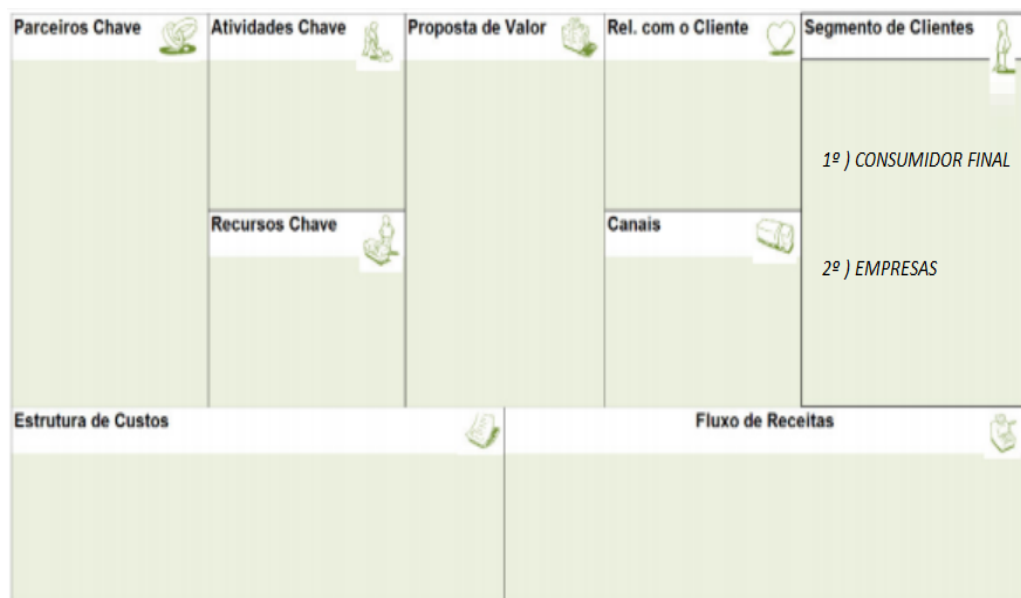 Parceiros Chave
Atividades Chave
Proposta de Valor
Rel. com o Cliente
Segmento de Clientes
1º ) CONSUMIDOR FINAL
2º ) EMPRESAS
Recursos Chave
Canais
Estrutura de Custos
Fluxo de Receitas